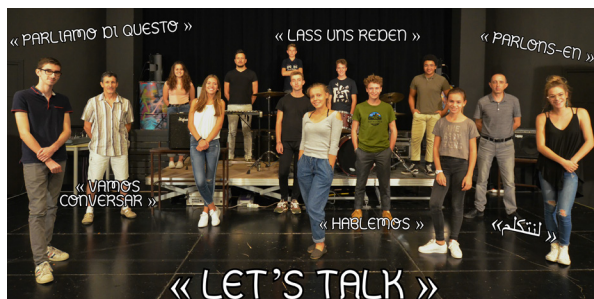 « PARLIAMO DI QUESTO »
« LASS UNS REDEN »
« PARLONS-EN »
« VAMOS
CONVERSAR »
« HABLEMOS »
«لنتكلم »
« LET'S TALK »